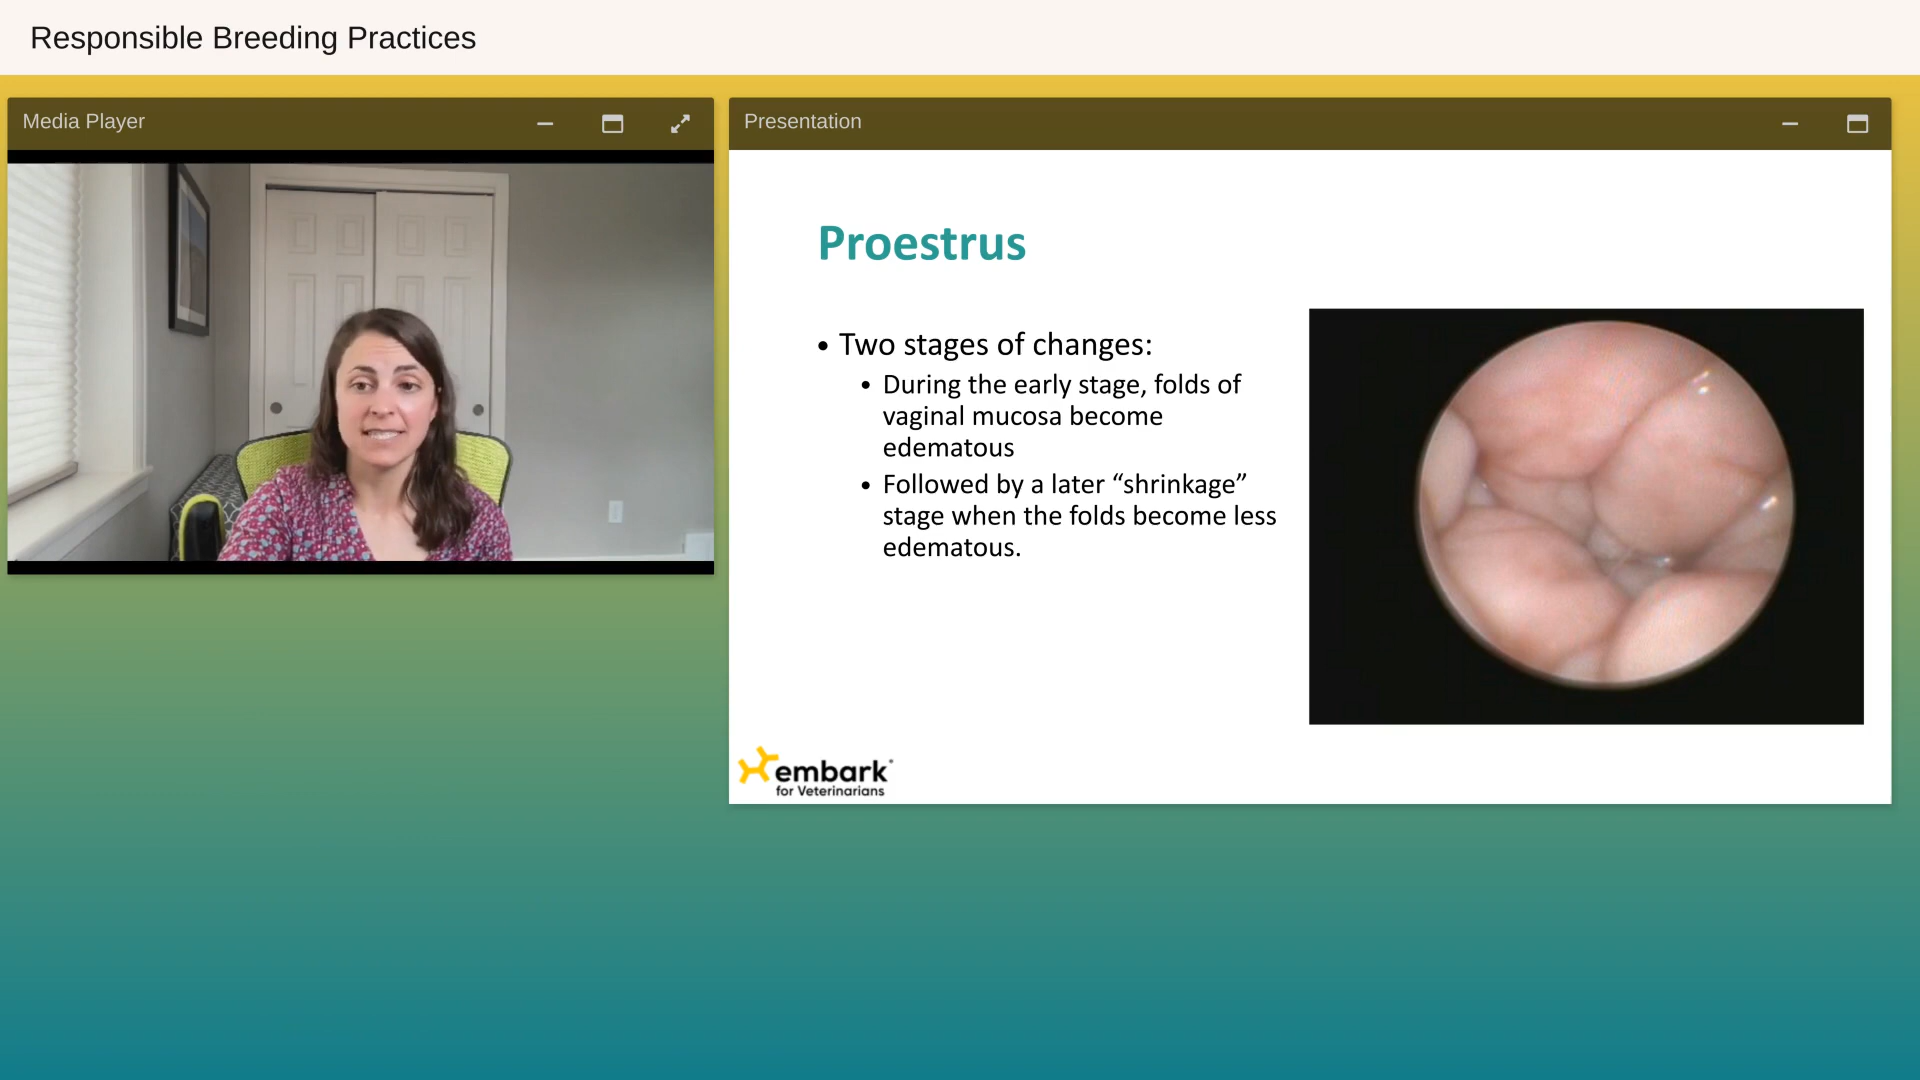 Responsible Breeding Practices
Media Player
Presentation
Proestrus
• Two stages of changes:
• During the early stage, folds of
vaginal mucosa become
edematous
• Followed by a later “shrinkage”
stage when the folds become less
edematous.
embark
for Veterinarians